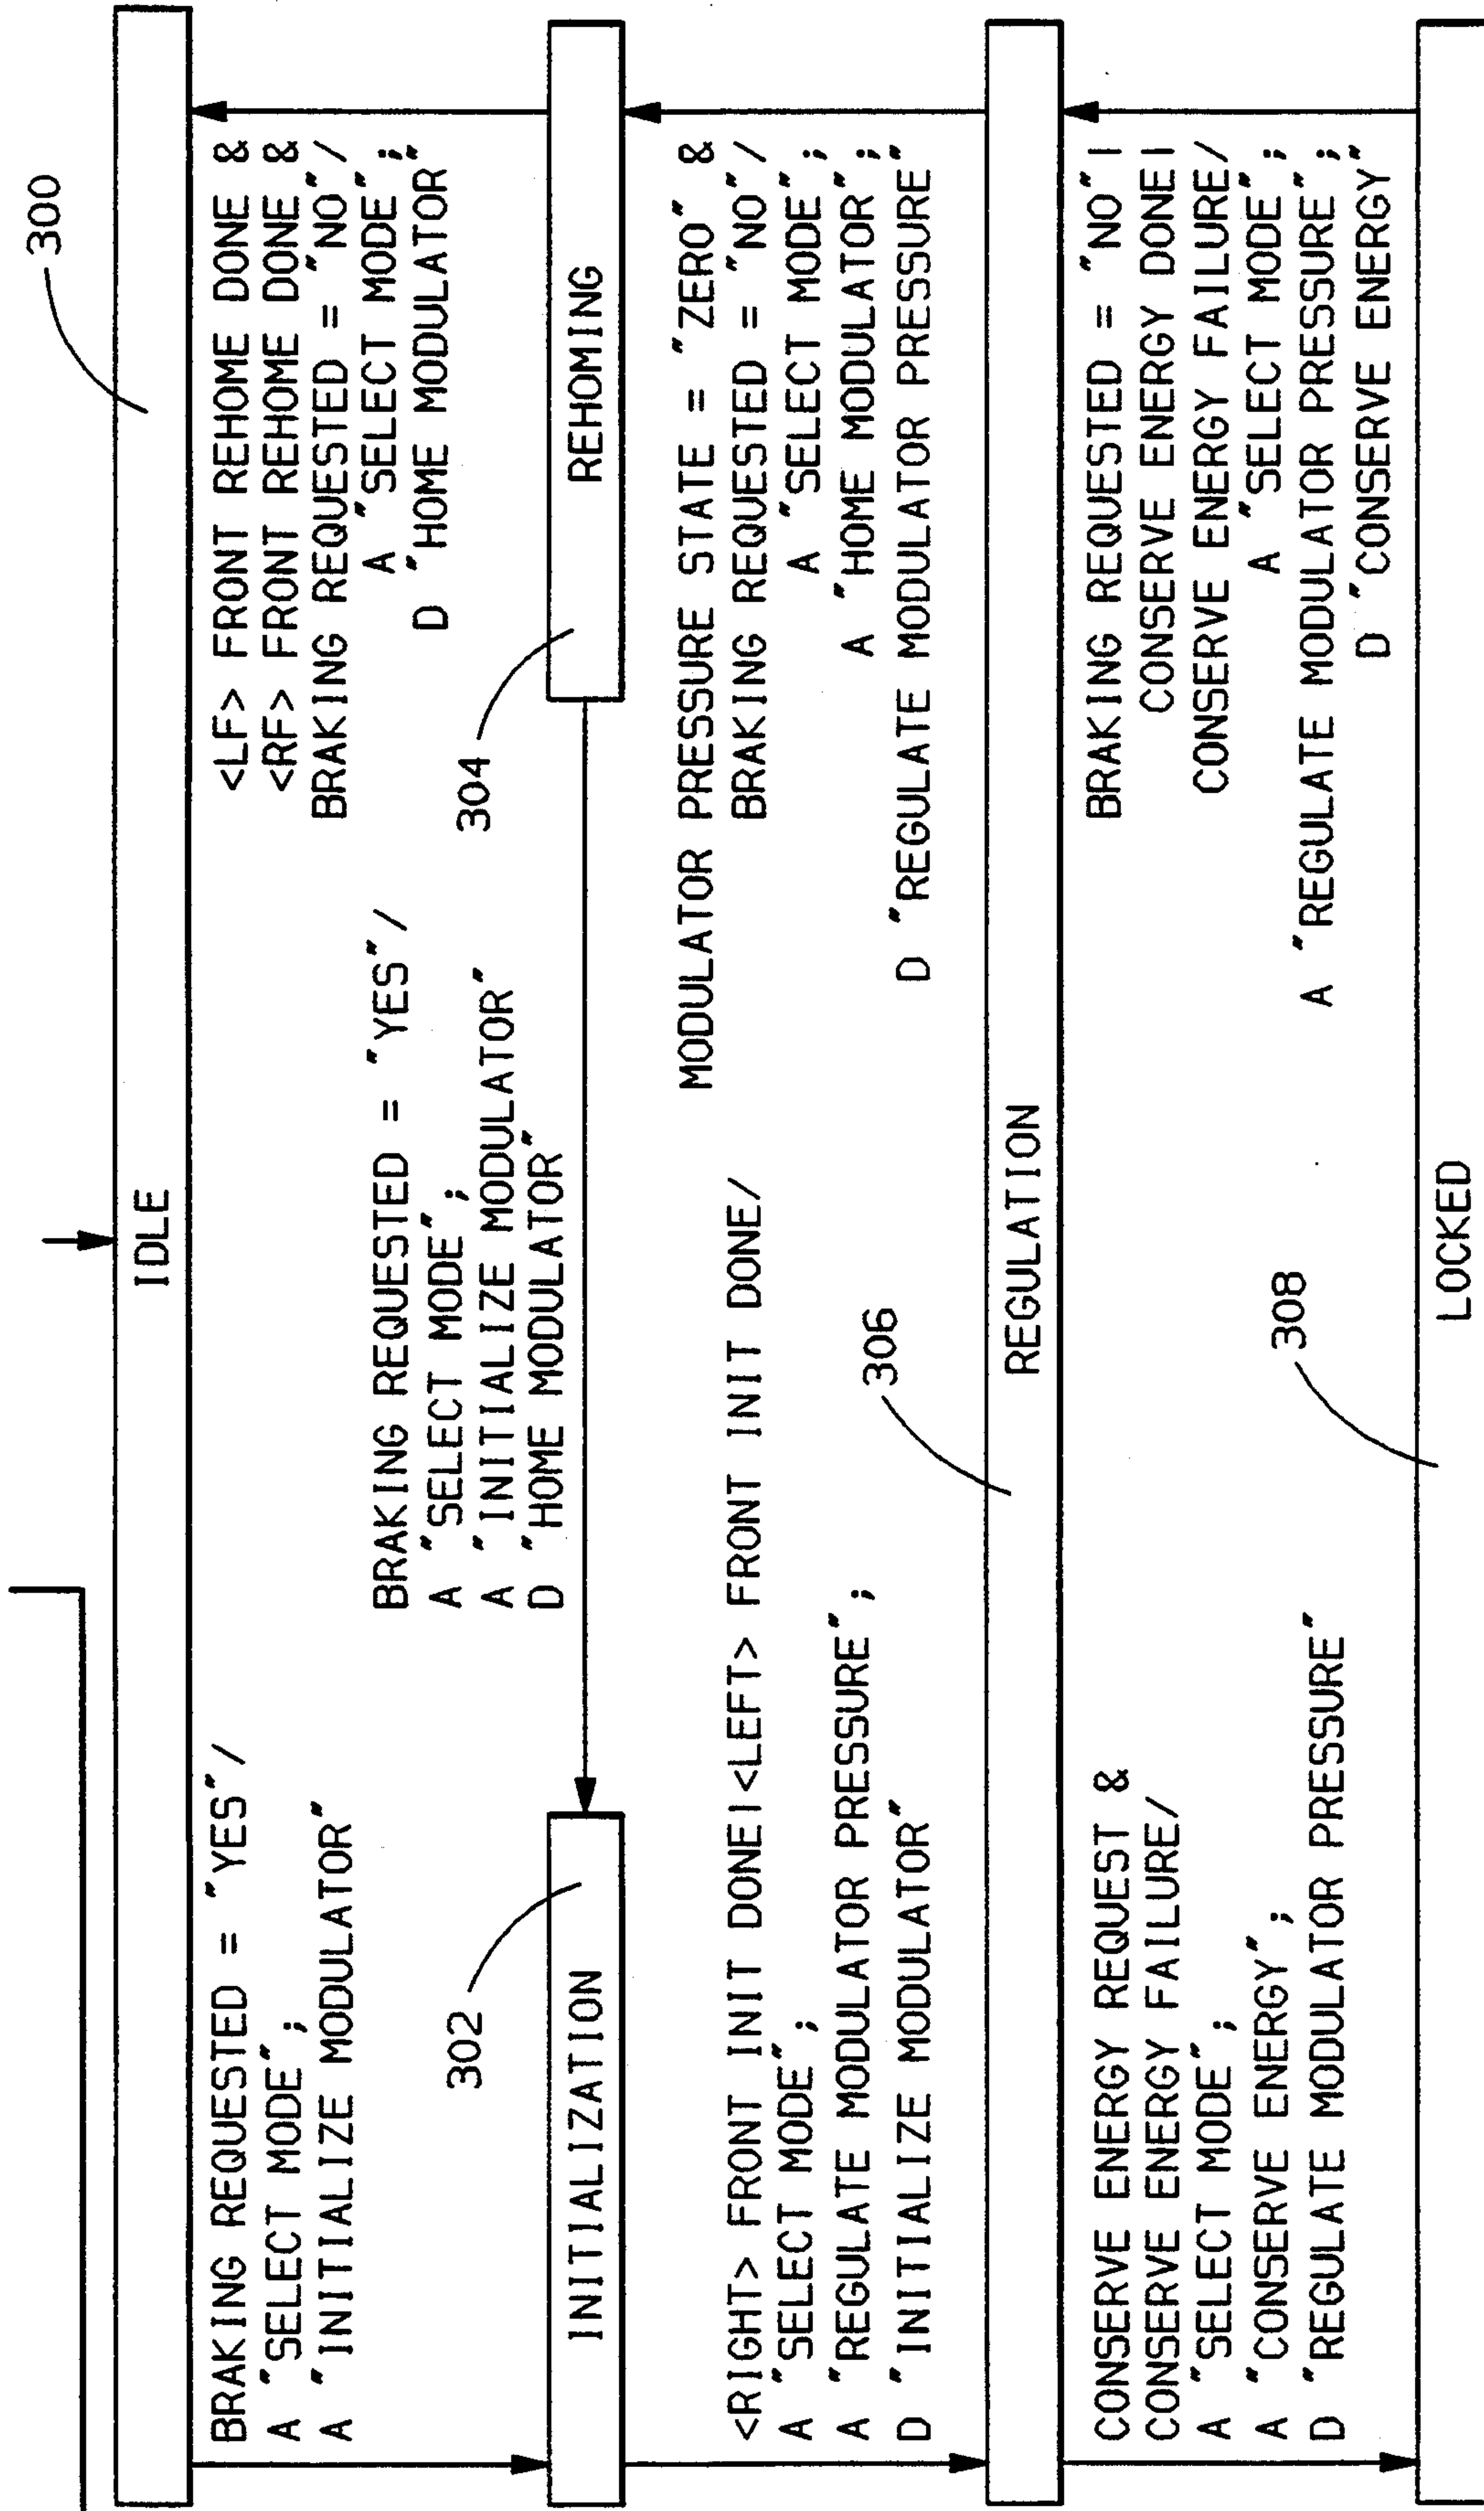 300
IDLE
BRAKING REQUESTED = "YES"/
A "SELECT MODE";
A "INITIALIZE MODULATOR"
<LF> FRONT REHOME DONE &
<RF> FRONT REHOME DONE &
BRAKING REQUESTED = "NO"/
A "SELECT MODE";
D "HOME MODULATOR"
BRAKING REQUESTED = "YES"/
A "SELECT MODE";
A "INITIALIZE MODULATOR"
D "HOME MODULATOR"
302
304
INITIALIZATION
REHOMING
<RIGHT> FRONT INIT DONE|<LEFT> FRONT INIT DONE/
A "SELECT MODE";
A "REGULATE MODULATOR PRESSURE";
D "INITIALIZE MODULATOR"
MODULATOR PRESSURE STATE = "ZERO" &
BRAKING REQUESTED = "NO"/
A "SELECT MODE";
A "HOME MODULATOR";
D "REGULATE MODULATOR PRESSURE"
306
REGULATION
CONSERVE ENERGY REQUEST &
CONSERVE ENERGY FAILURE/
A "SELECT MODE";
A "CONSERVE ENERGY";
D "REGULATE MODULATOR PRESSURE"
BRAKING REQUESTED = "NO"|
CONSERVE ENERGY DONE|
CONSERVE ENERGY FAILURE/
A "SELECT MODE";
A "REGULATE MODULATOR PRESSURE";
D "CONSERVE ENERGY"
308
LOCKED